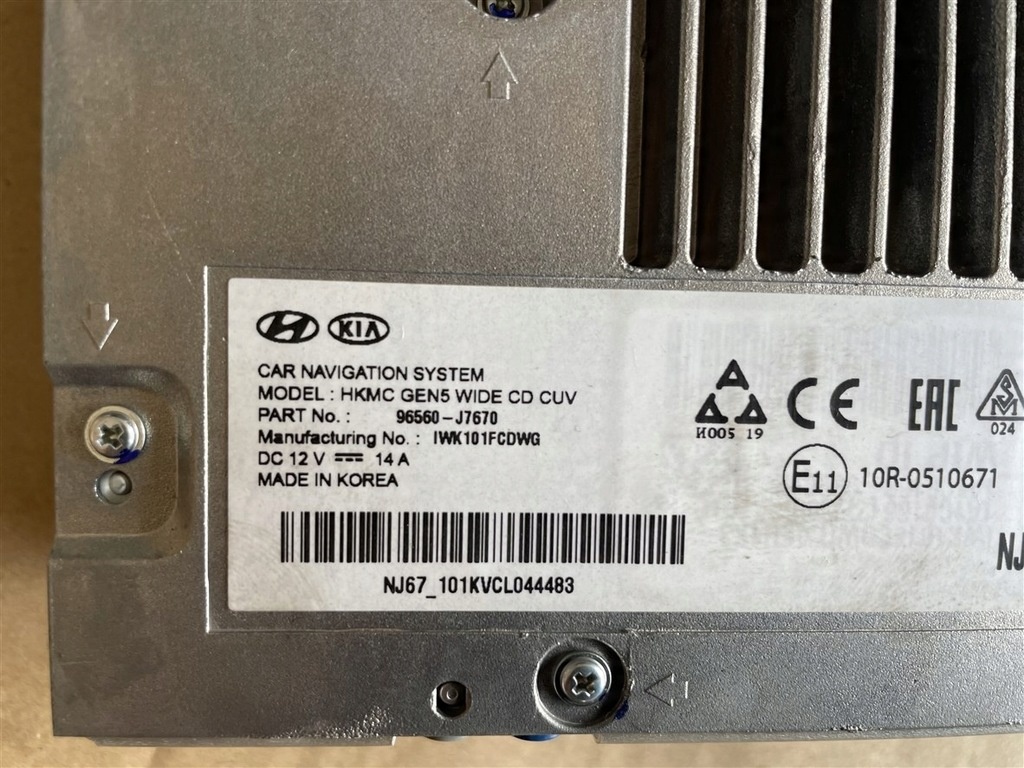 KIA
CAR NAVIGATION SYSTEM
MODEL : HKMC GEN5 WIDE CD CUV
PART No. : 96560-J7670
Manufacturing No. : IWK101FCDWG
DC 12 V ⎓ 14 A
MADE IN KOREA
NJ67_101KVCL044483
H005 19
CE
EAC
024
E11 10R-0510671
NJ